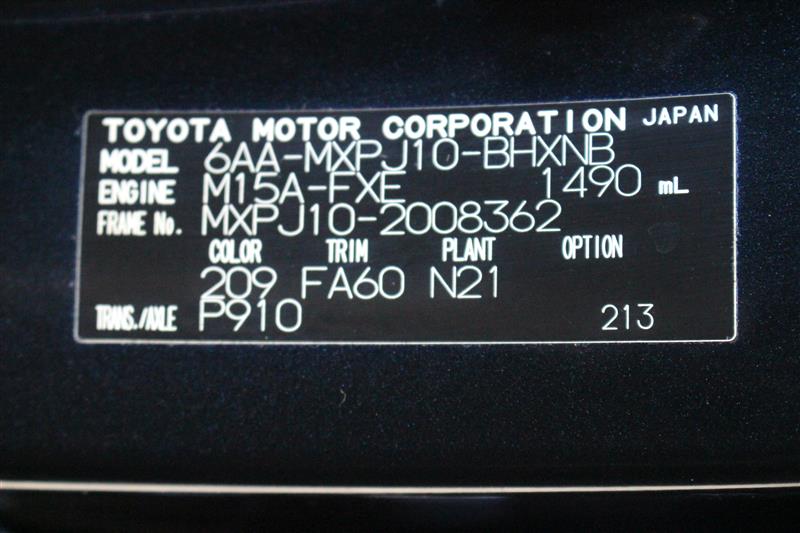 TOYOTA MOTOR CORPORATION JAPAN
MODEL 6AA-MXPJ10-BHXNB
ENGINE M15A-FXE 1490 mL
FRAME No. MXPJ10-2008362
COLOR TRIM PLANT OPTION
209 FA60 N21
TRANS./AXLE P910 213